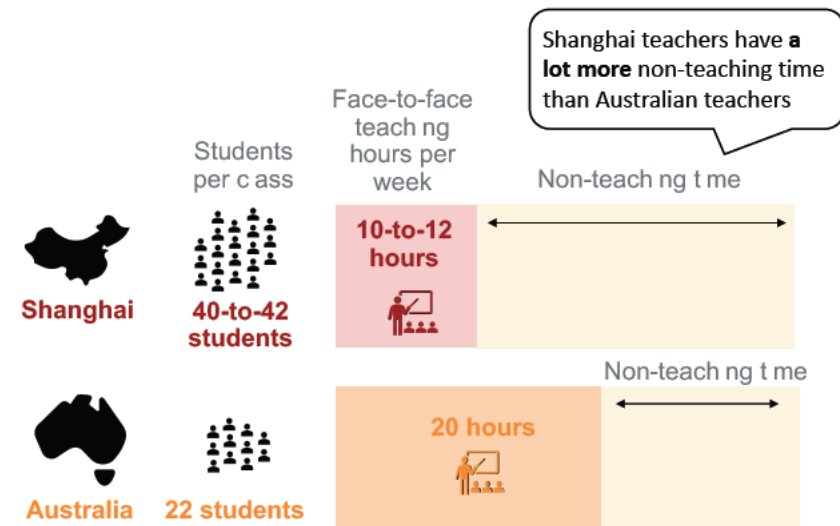 Shanghai teachers have a
lot more non-teaching time
than Australian teachers
Students
per c ass
Face-to-face
teach ng
hours per
week
Non-teach ng t me
Shanghai
40-to-42
students
10-to-12
hours
Non-teach ng t me
Australia
22 students
20 hours